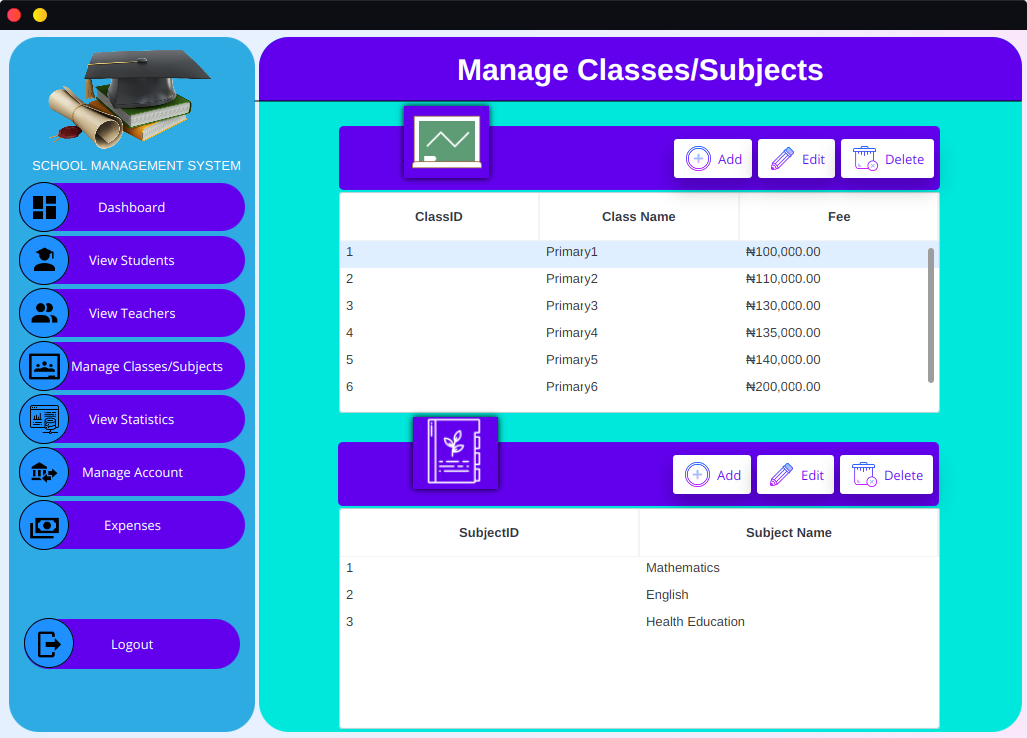 Manage Classes/Subjects
SCHOOL MANAGEMENT SYSTEM
Dashboard
View Students
View Teachers
Manage Classes/Subjects
View Statistics
Manage Account
Expenses
Logout
Add Edit Delete
ClassID Class Name Fee
1 Primary1 ₦100,000.00
2 Primary2 ₦110,000.00
3 Primary3 ₦130,000.00
4 Primary4 ₦135,000.00
5 Primary5 ₦140,000.00
6 Primary6 ₦200,000.00
Add Edit Delete
SubjectID Subject Name
1 Mathematics
2 English
3 Health Education